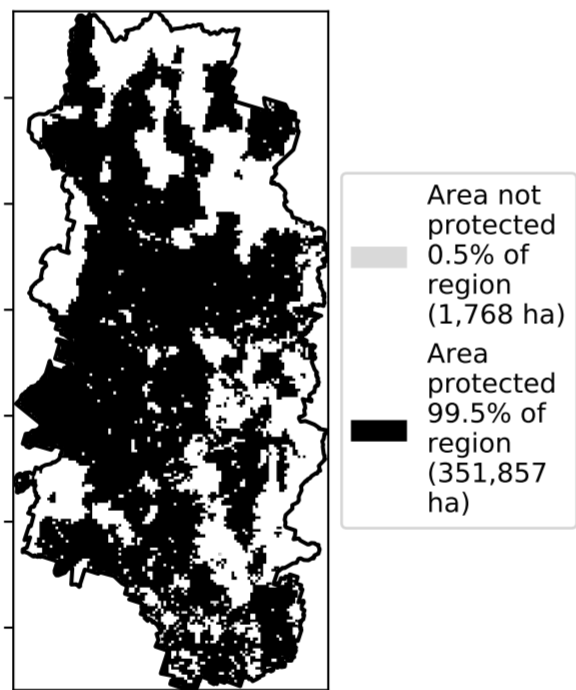 Area not
protected
0.5% of
region
(1,768 ha)
Area
protected
99.5% of
region
(351,857
ha)